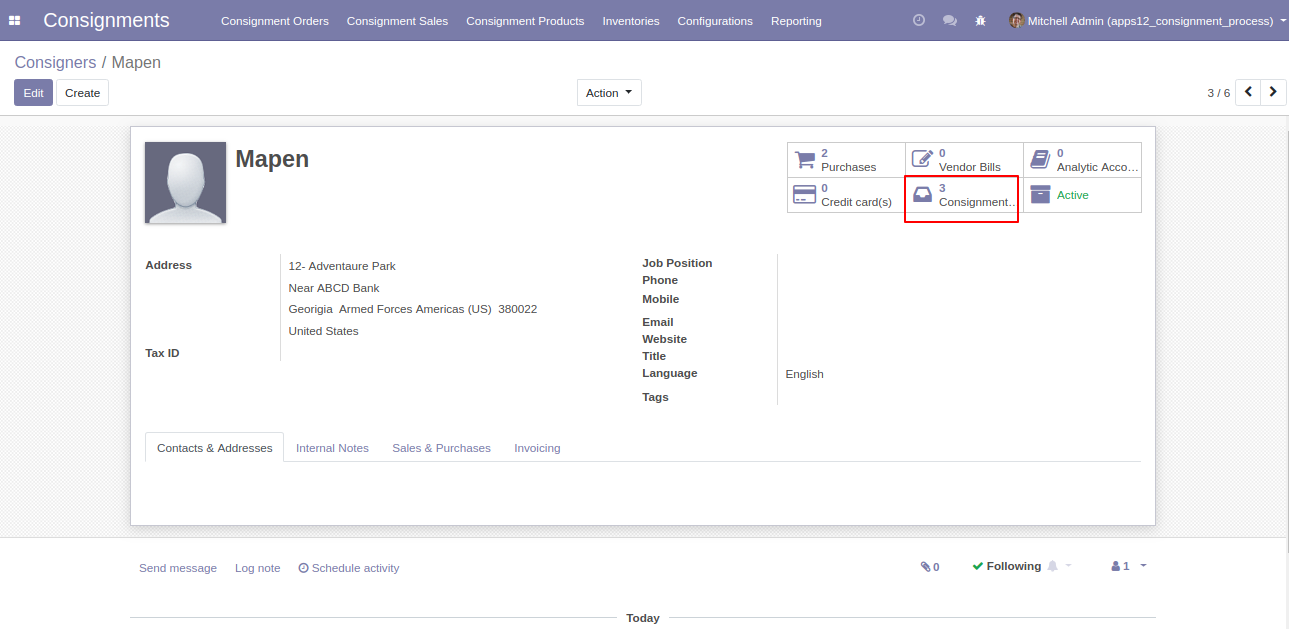 Consignments Consignment Orders Consignment Sales Consignment Products Inventories Configurations Reporting Mitchell Admin (apps12_consignment_process)
Consigners / Mapen
Edit Create Action 3 / 6
Mapen
2 Purchases
0 Vendor Bills
0 Analytic Acco...
0 Credit card(s)
3 Consignment...
Active
Address
12- Adventaure Park
Near ABCD Bank
Georigia Armed Forces Americas (US) 380022
United States
Tax ID
Job Position
Phone
Mobile
Email
Website
Title
Language English
Tags
Contacts & Addresses Internal Notes Sales & Purchases Invoicing
Send message Log note Schedule activity 0 Following 1
Today